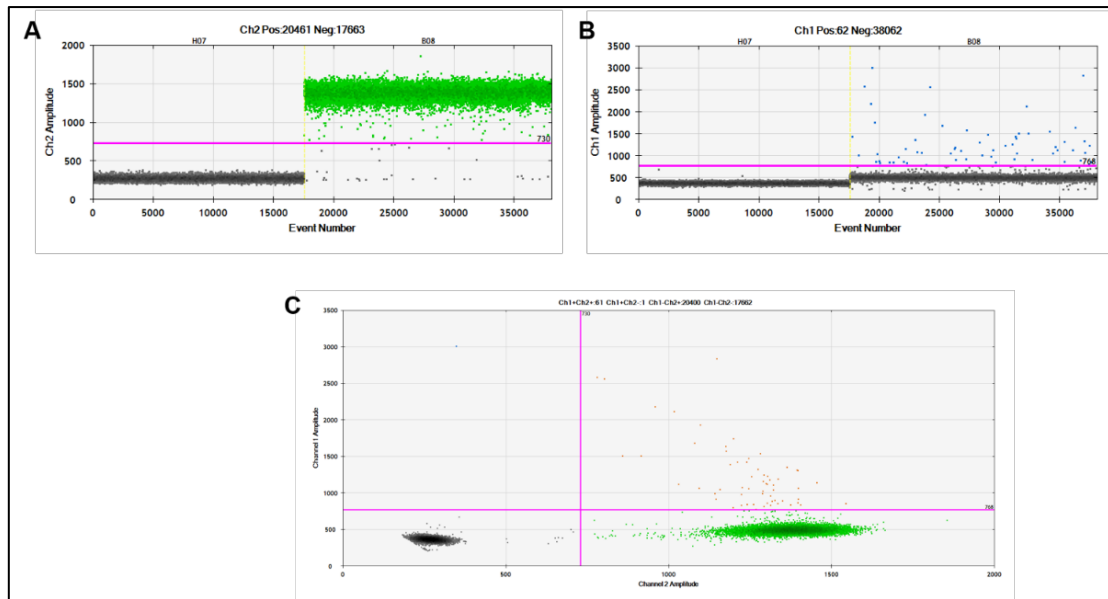 A
Ch2 Pos:20461 Neg:17663
H07 B08
2000
1500
1000
500
0
Ch2 Amplitude
730
0 5000 10000 15000 20000 25000 30000 35000
Event Number
B
Ch1 Pos:62 Neg:38062
H07 B08
3500
3000
2500
2000
1500
1000
500
0
Ch1 Amplitude
768
0 5000 10000 15000 20000 25000 30000 35000
Event Number
C
Ch1+Ch2+:61 Ch1+Ch2-:1 Ch1-Ch2+:20400 Ch1-Ch2-:17662
3500
3000
2500
2000
1500
1000
500
0
Channel 1 Amplitude
730
768
0 500 1000 1500 2000
Channel 2 Amplitude